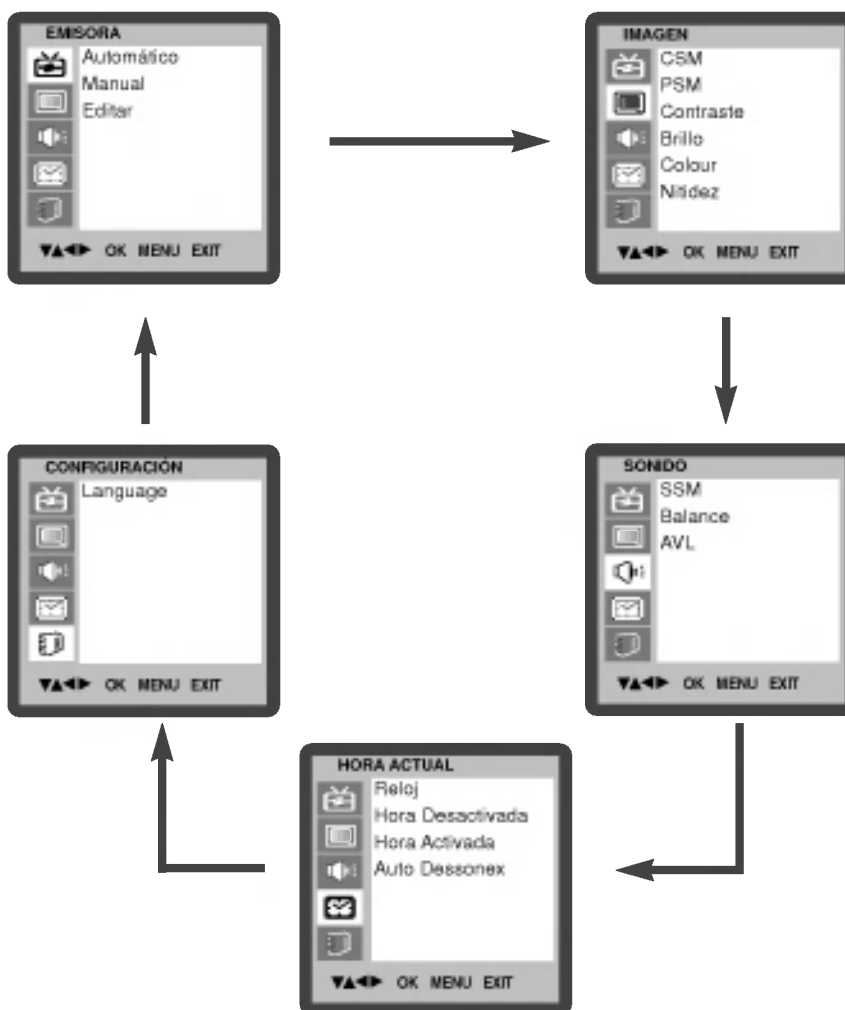 EMISORA
Automático
Manual
Editar
▼▲◀▶ OK MENU EXIT
IMAGEN
CSM
PSM
Contraste
Brillo
Colour
Nitidez
▼▲◀▶ OK MENU EXIT
CONFIGURACIÓN
Language
▼▲◀▶ OK MENU EXIT
SONIDO
SSM
Balance
AVL
▼▲◀▶ OK MENU EXIT
HORA ACTUAL
Reloj
Hora Desactivada
Hora Activada
Auto Dessonex
▼▲◀▶ OK MENU EXIT